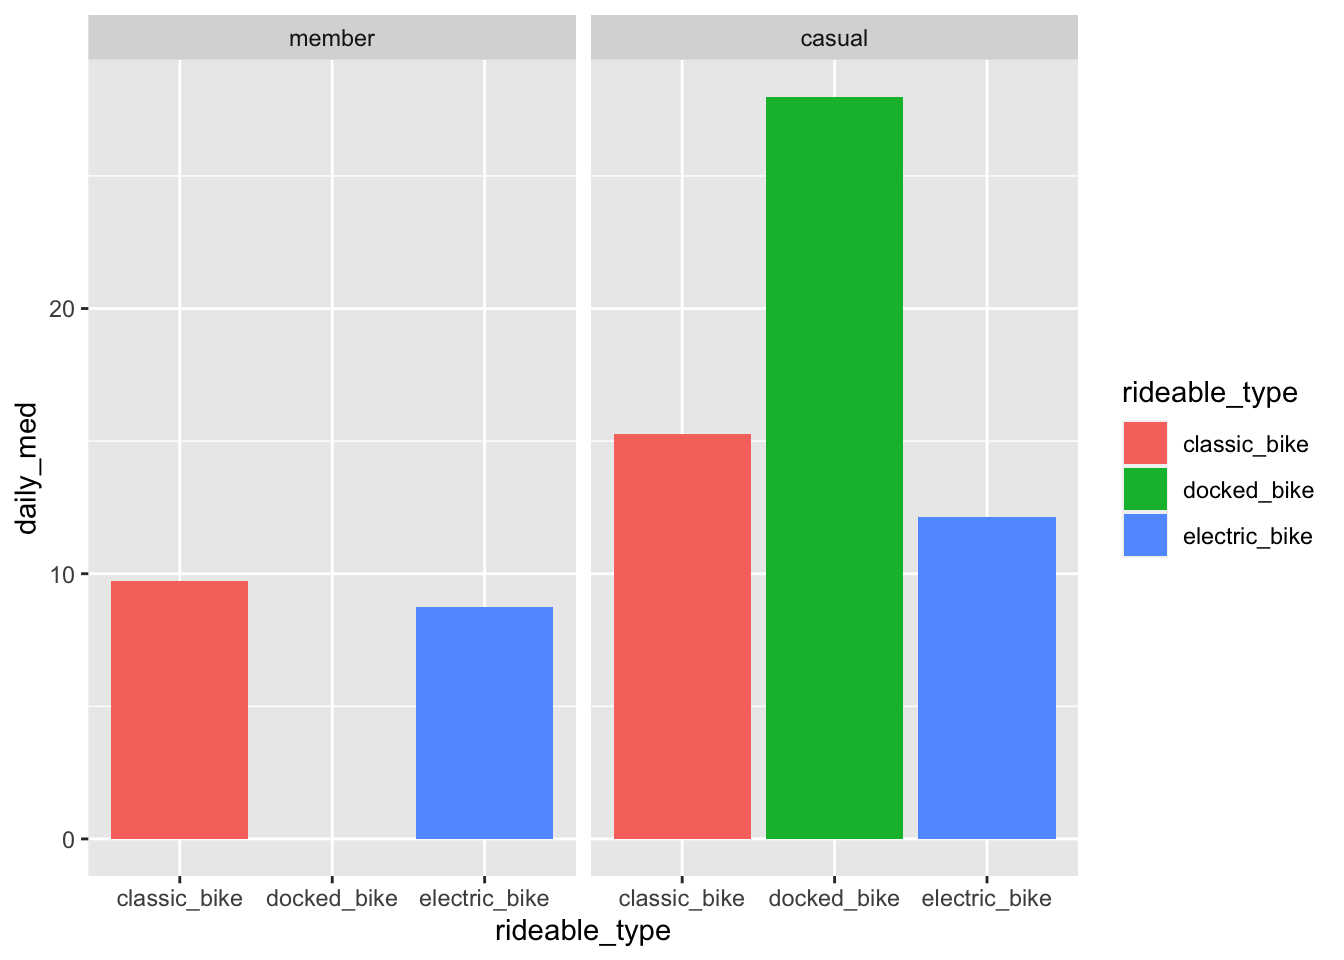 member
casual
daily_med
20
10
0
classic_bike
docked_bike
electric_bike
classic_bike
docked_bike
electric_bike
rideable_type
rideable_type
classic_bike
docked_bike
electric_bike